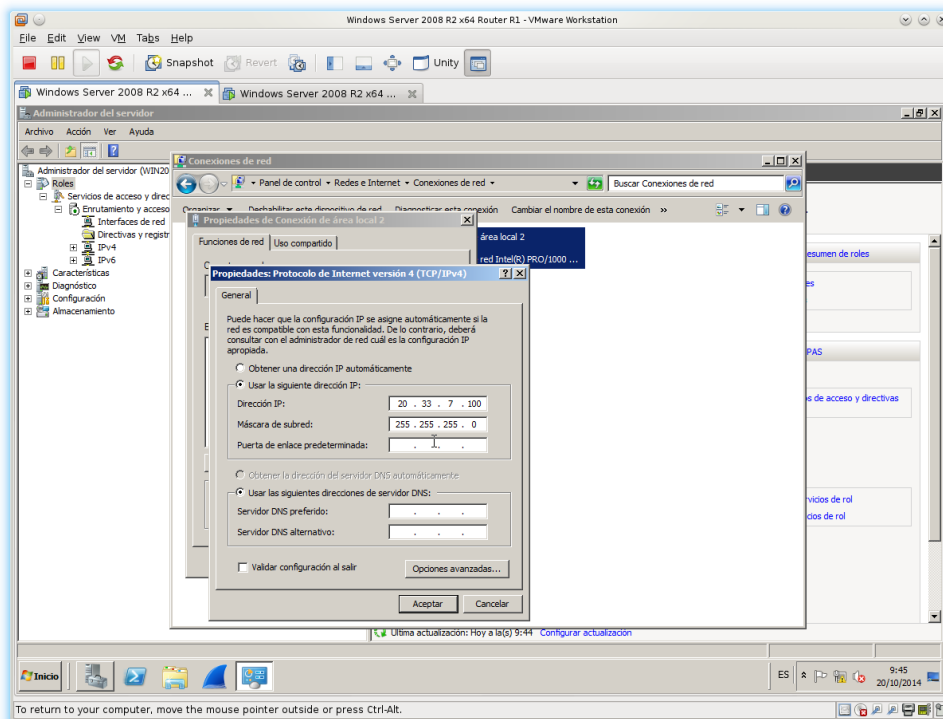 Windows Server 2008 R2 x64 Router R1 - VMware Workstation
File Edit View VM Tabs Help
Snapshot Revert Unity
Windows Server 2008 R2 x64 ... Windows Server 2008 R2 x64 ...
Administrador del servidor
Archivo Acción Ver Ayuda
Administrador del servidor (WIN20
Roles
Servicios de acceso y direc
Enrutamiento y acceso
Interfaces de red
Directivas y registr
IPv4
IPv6
Características
Diagnóstico
Configuración
Almacenamiento
Conexiones de red
Panel de control Redes e Internet Conexiones de red
Buscar Conexiones de red
Organizar Deshabilitar este dispositivo de red Diagnosticar esta conexión Cambiar el nombre de esta conexión »
área local 2
red Intel(R) PRO/1000 ...
Propiedades de Conexión de área local 2
Funciones de red Uso compartido
Propiedades: Protocolo de Internet versión 4 (TCP/IPv4)
General
Puede hacer que la configuración IP se asigne automáticamente si la
red es compatible con esta funcionalidad. De lo contrario, deberá
consultar con el administrador de red cuál es la configuración IP
apropiada.
Obtener una dirección IP automáticamente
Usar la siguiente dirección IP:
Dirección IP: 20 . 33 . 7 . 100
Máscara de subred: 255 . 255 . 255 . 0
Puerta de enlace predeterminada: . . .
Obtener la dirección del servidor DNS automáticamente
Usar las siguientes direcciones de servidor DNS:
Servidor DNS preferido: . . .
Servidor DNS alternativo: . . .
Validar configuración al salir
Opciones avanzadas...
Aceptar Cancelar
esumen de roles
es
PAS
s de acceso y directivas
vicios de rol
cios de rol
Última actualización: Hoy a la(s) 9:44 Configurar actualización
Inicio
ES
9:45
20/10/2014
To return to your computer, move the mouse pointer outside or press Ctrl-Alt.